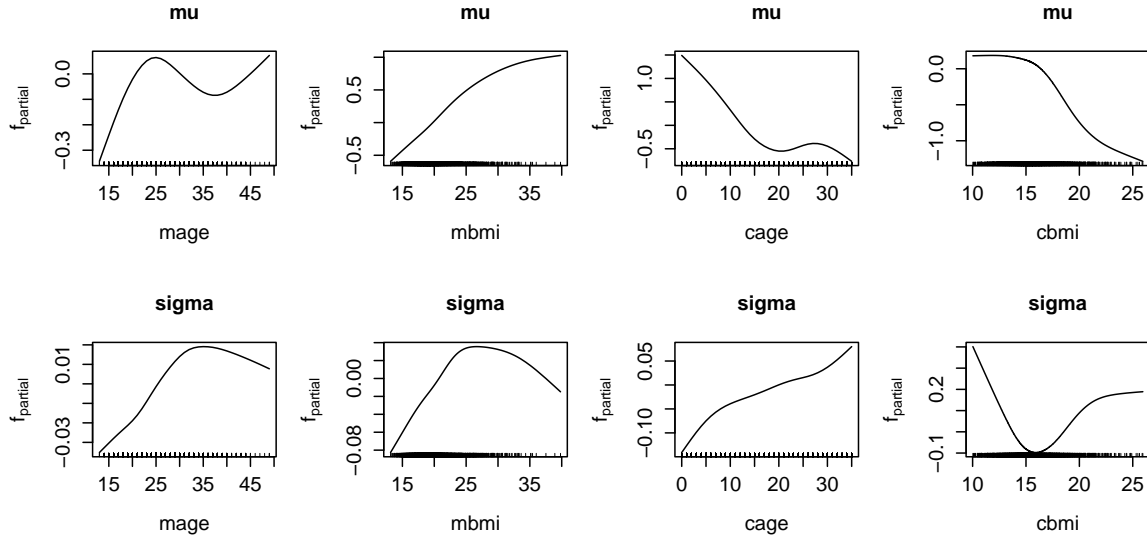 mu
f_partial
0.0
−0.3
15 25 35 45
mage
mu
f_partial
0.5
−0.5
15 25 35
mbmi
mu
f_partial
1.0
−0.5
0 10 20 30
cage
mu
f_partial
0.0
−1.0
10 15 20 25
cbmi
sigma
f_partial
0.01
−0.03
15 25 35 45
mage
sigma
f_partial
0.00
−0.08
15 25 35
mbmi
sigma
f_partial
0.05
−0.10
0 10 20 30
cage
sigma
f_partial
0.2
−0.1
10 15 20 25
cbmi